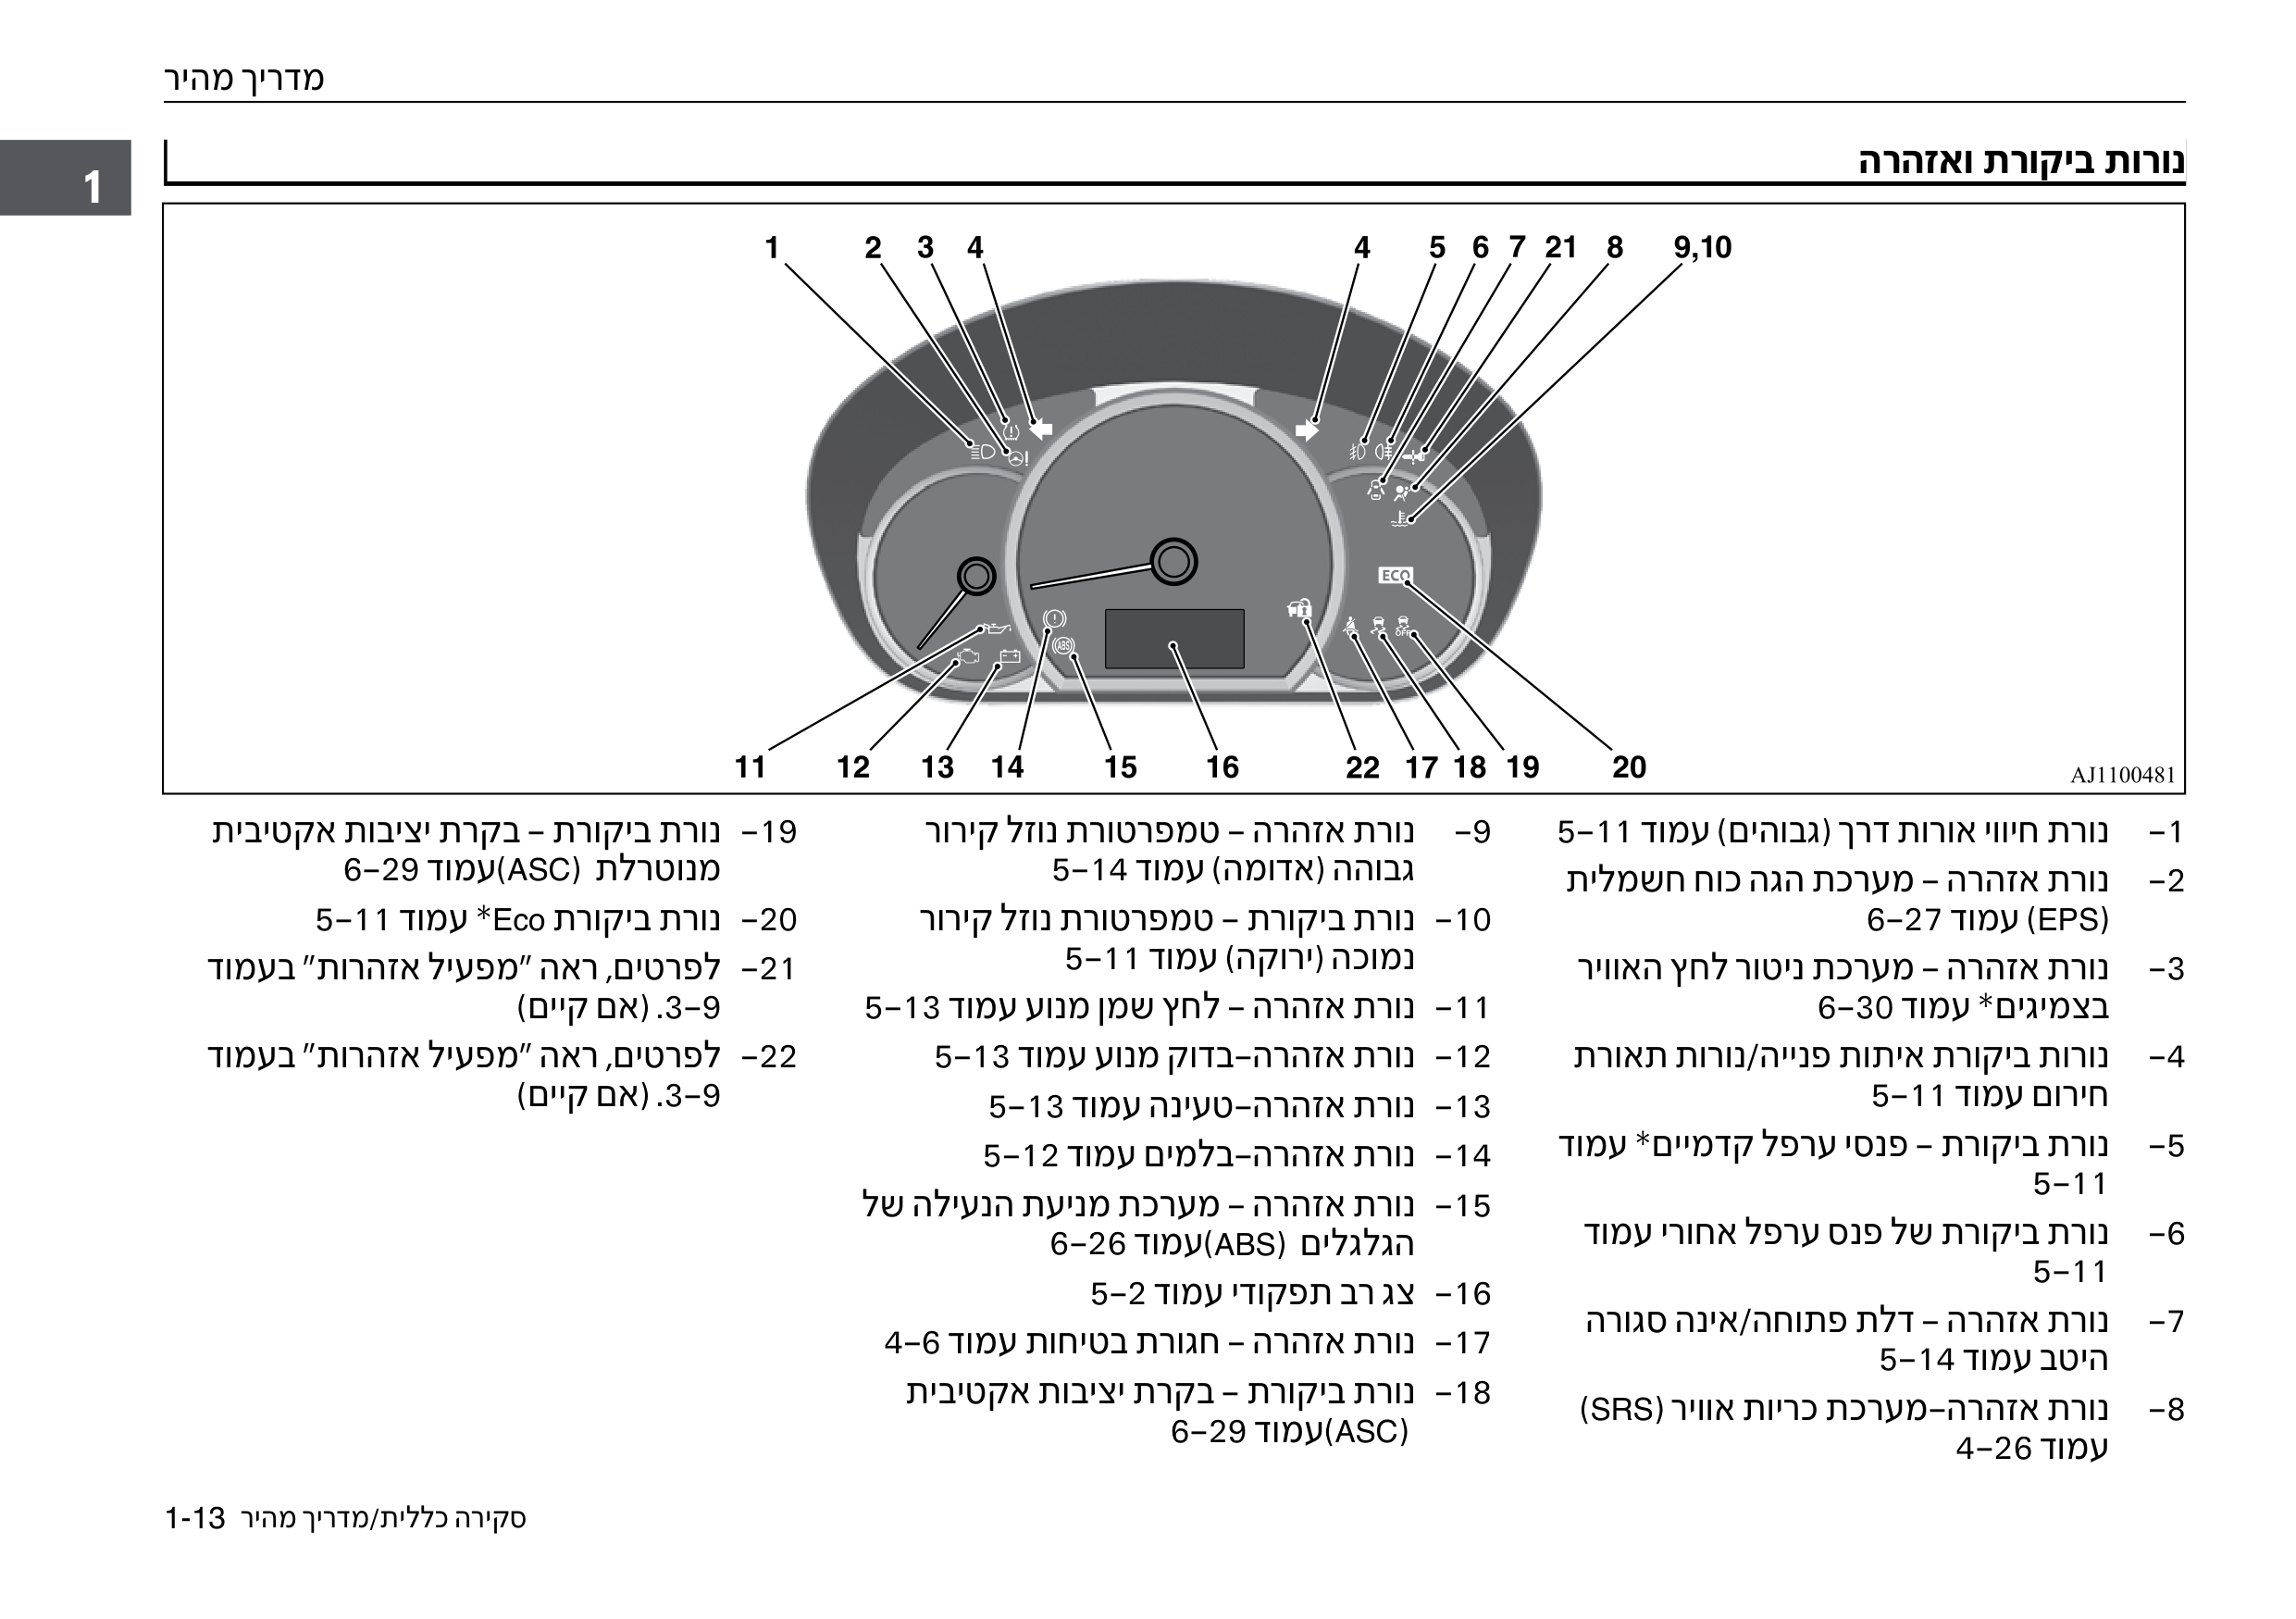 מדריך מהיר
1
נורות ביקורת ואזהרה
1 2 3 4 4 5 6 7 21 8 9,10
ECO
ABS
OFF
11 12 13 14 15 16 22 17 18 19 20
AJ1100481
1– נורת חיווי אורות דרך (גבוהים) עמוד 5–11
2– נורת אזהרה – מערכת הגה כוח חשמלית
(EPS) עמוד 6–27
3– נורת אזהרה – מערכת ניטור לחץ האוויר
בצמיגים* עמוד 6–30
4– נורות ביקורת איתות פנייה/נורות תאורת
חירום עמוד 5–11
5– נורת ביקורת – פנסי ערפל קדמיים* עמוד
5–11
6– נורת ביקורת של פנס ערפל אחורי עמוד
5–11
7– נורת אזהרה – דלת פתוחה/אינה סגורה
היטב עמוד 5–14
8– נורת אזהרה–מערכת כריות אוויר (SRS)
עמוד 4–26
9– נורת אזהרה – טמפרטורת נוזל קירור
גבוהה (אדומה) עמוד 5–14
10– נורת ביקורת – טמפרטורת נוזל קירור
נמוכה (ירוקה) עמוד 5–11
11– נורת אזהרה – לחץ שמן מנוע עמוד 5–13
12– נורת אזהרה–בדוק מנוע עמוד 5–13
13– נורת אזהרה–טעינה עמוד 5–13
14– נורת אזהרה–בלמים עמוד 5–12
15– נורת אזהרה – מערכת מניעת הנעילה של
הגלגלים (ABS)עמוד 6–26
16– צג רב תפקודי עמוד 5–2
17– נורת אזהרה – חגורת בטיחות עמוד 4–6
18– נורת ביקורת – בקרת יציבות אקטיבית
(ASC)עמוד 6–29
19– נורת ביקורת – בקרת יציבות אקטיבית
מנוטרלת (ASC)עמוד 6–29
20– נורת ביקורת Eco* עמוד 5–11
21– לפרטים, ראה "מפעיל אזהרות" בעמוד
3–9. (אם קיים)
22– לפרטים, ראה "מפעיל אזהרות" בעמוד
3–9. (אם קיים)
סקירה כללית/מדריך מהיר 1-13